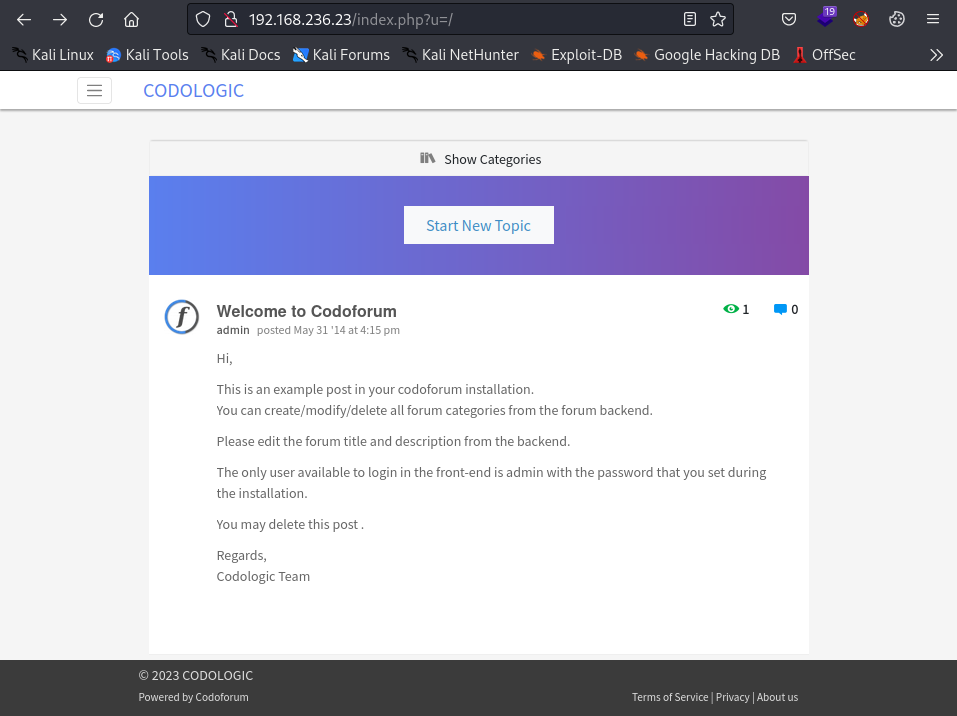 192.168.236.23/index.php?u=/
19
Kali Linux Kali Tools Kali Docs Kali Forums Kali NetHunter Exploit-DB Google Hacking DB OffSec
CODOLOGIC
Show Categories
Start New Topic
Welcome to Codoforum
1 0
admin posted May 31 '14 at 4:15 pm
Hi,
This is an example post in your codoforum installation.
You can create/modify/delete all forum categories from the forum backend.
Please edit the forum title and description from the backend.
The only user available to login in the front-end is admin with the password that you set during
the installation.
You may delete this post .
Regards,
Codologic Team
© 2023 CODOLOGIC
Powered by Codoforum
Terms of Service | Privacy | About us